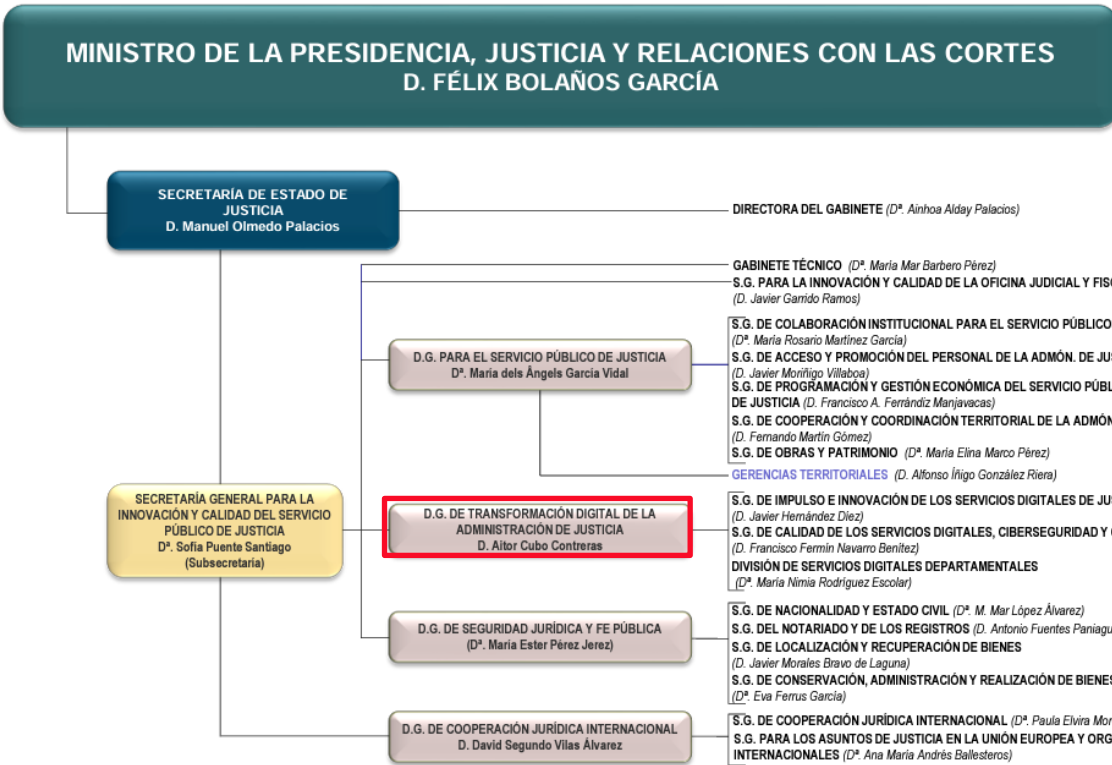 MINISTRO DE LA PRESIDENCIA, JUSTICIA Y RELACIONES CON LAS CORTES
D. FÉLIX BOLAÑOS GARCÍA
SECRETARÍA DE ESTADO DE
JUSTICIA
D. Manuel Olmedo Palacios
DIRECTORA DEL GABINETE (Dª. Ainhoa Alday Palacios)
GABINETE TÉCNICO (Dª. María Mar Barbero Pérez)
S.G. PARA LA INNOVACIÓN Y CALIDAD DE LA OFICINA JUDICIAL Y
(D. Javier Garrido Ramos)
D.G. PARA EL SERVICIO PÚBLICO DE JUSTICIA
Dª. María dels Àngels García Vidal
S.G. DE COLABORACIÓN INSTITUCIONAL PARA EL SERVICIO PÚBLICO
(Dª. María Rosario Martínez García)
S.G. DE ACCESO Y PROMOCIÓN DEL PERSONAL DE LA ADMÓN. DE
(D. Javier Moriñigo Villaboa)
S.G. DE PROGRAMACIÓN Y GESTIÓN ECONÓMICA DEL SERVICIO
DE JUSTICIA (D. Francisco A. Ferrándiz Manjavacas)
S.G. DE COOPERACIÓN Y COORDINACIÓN TERRITORIAL DE LA ADMÓN
(D. Fernando Martín Gómez)
S.G. DE OBRAS Y PATRIMONIO (Dª. María Elina Marco Pérez)
GERENCIAS TERRITORIALES (D. Alfonso Íñigo González Riera)
SECRETARÍA GENERAL PARA LA
INNOVACIÓN Y CALIDAD DEL SERVICIO
PÚBLICO DE JUSTICIA
Dª. Sofía Puente Santiago
(Subsecretaria)
D.G. DE TRANSFORMACIÓN DIGITAL DE LA
ADMINISTRACIÓN DE JUSTICIA
D. Aitor Cubo Contreras
S.G. DE IMPULSO E INNOVACIÓN DE LOS SERVICIOS DIGITALES DE
(D. Javier Hernández Díez)
S.G. DE CALIDAD DE LOS SERVICIOS DIGITALES, CIBERSEGURIDAD Y
(D. Francisco Fermín Navarro Benítez)
DIVISIÓN DE SERVICIOS DIGITALES DEPARTAMENTALES
(Dª. María Nimia Rodríguez Escolar)
D.G. DE SEGURIDAD JURÍDICA Y FE PÚBLICA
(Dª. María Ester Pérez Jerez)
S.G. DE NACIONALIDAD Y ESTADO CIVIL (Dª. M. Mar López Álvarez)
S.G. DEL NOTARIADO Y DE LOS REGISTROS (D. Antonio Fuentes
S.G. DE LOCALIZACIÓN Y RECUPERACIÓN DE BIENES
(D. Javier Morales Bravo de Laguna)
S.G. DE CONSERVACIÓN, ADMINISTRACIÓN Y REALIZACIÓN DE BIENES
(Dª. Eva Ferrus García)
D.G. DE COOPERACIÓN JURÍDICA INTERNACIONAL
D. David Segundo Vilas Álvarez
S.G. DE COOPERACIÓN JURÍDICA INTERNACIONAL (Dª. Paula Elvira
S.G. PARA LOS ASUNTOS DE JUSTICIA EN LA UNIÓN EUROPEA Y
INTERNACIONALES (Dª. Ana María Andrés Ballesteros)